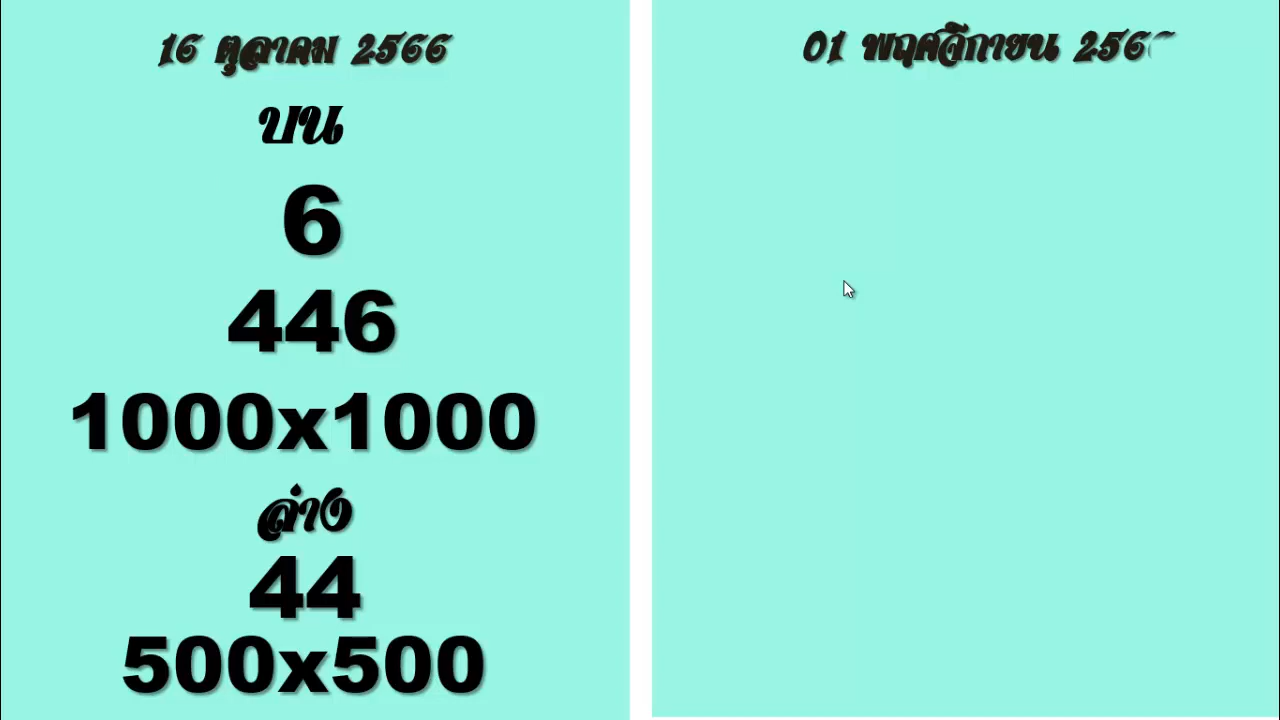 16 ตุลาคม 2566
บน
6
446
1000x1000
ล่าง
44
500x500
01 พฤศจิกายน